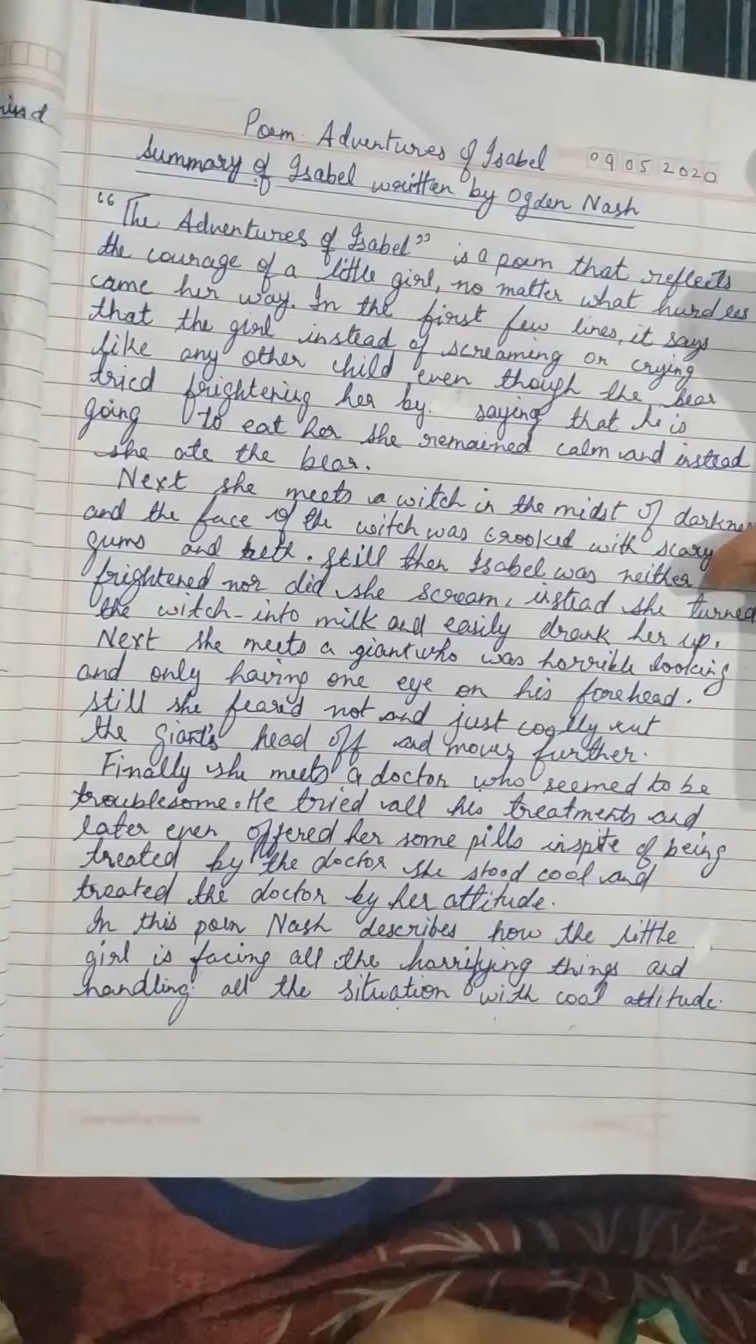 Poem Adventures of Isabel 09 05 2020
Summary of Isabel written by Ogden Nash
"The Adventures of Isabel" is a poem that reflects
the courage of a little girl, no matter what hurdles
came her way. In the first few lines, it says
that the girl instead of screaming or crying
like any other child even though the bear
tried frightening her by. saying that he is
going to eat her she remained calm and instead
she ate the bear.
Next she meets a witch in the midst of darkne
and the face of the witch was crooked with scary
gums and teeth. Still then Isabel was neither
frightened nor did she scream, instead she turned
the witch into milk and easily drank her up.
Next she meets a giant who was horrible looking
and only having one eye on his forehead.
still she feared not and just coolly cut
the giant's head off and moves further.
Finally she meets a doctor who seemed to be
troublesome. He tried all his treatments and
later even offered her some pills inspite of being
treated by the doctor she stood cool and
treated the doctor by her attitude.
In this poem Nash describes how the little
girl is facing all the horrifying things and
handling all the situation with cool attitude.